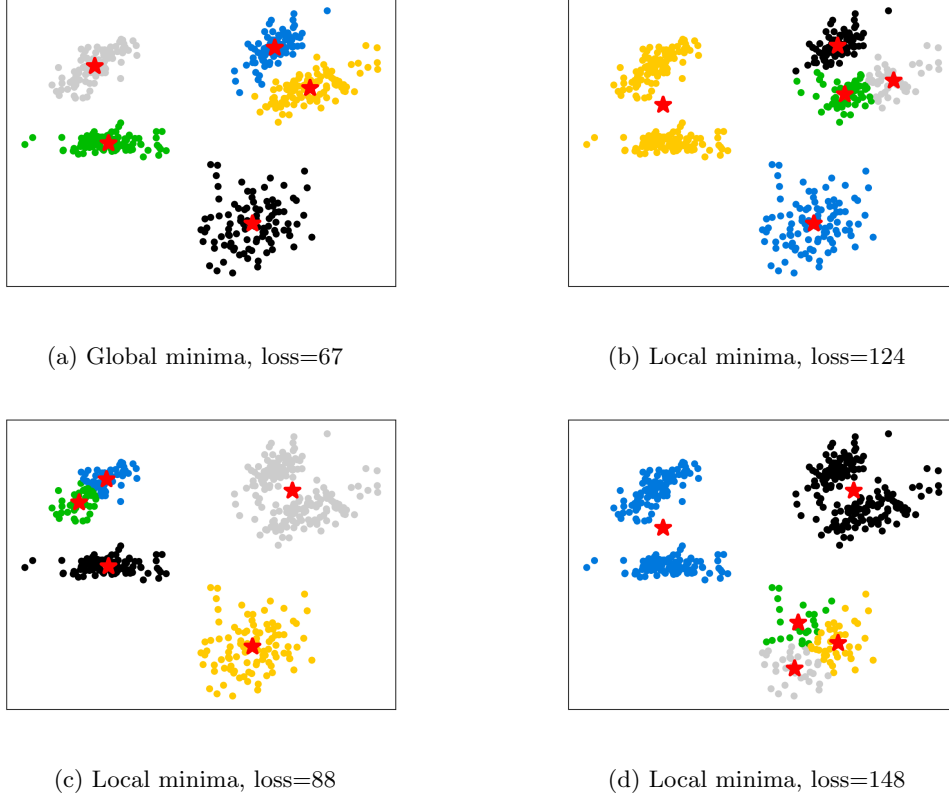 (a) Global minima, loss=67
(b) Local minima, loss=124
(c) Local minima, loss=88
(d) Local minima, loss=148